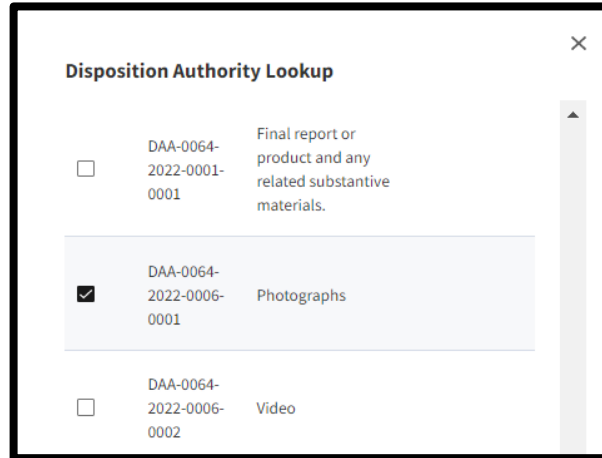 Disposition Authority Lookup
DAA-0064-
2022-0001-
0001
Final report or
product and any
related substantive
materials.
DAA-0064-
2022-0006-
0001
Photographs
DAA-0064-
2022-0006-
0002
Video